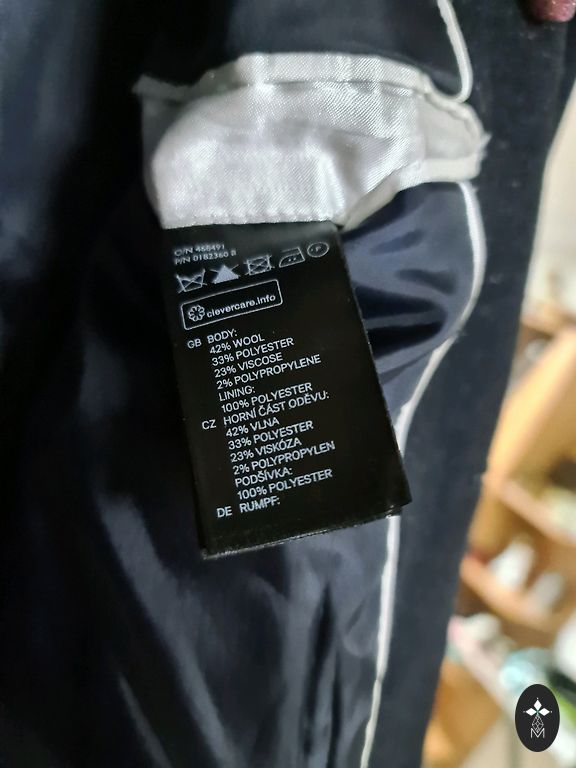 C/N 468491
P/N 0182360 8
clevercare.info
GB BODY:
42% WOOL
33% POLYESTER
23% VISCOSE
2% POLYPROPYLENE
LINING:
100% POLYESTER
CZ HORNÍ ČÁST ODĚVU:
42% VLNA
33% POLYESTER
23% VISKÓZA
2% POLYPROPYLEN
PODŠÍVKA:
100% POLYESTER
DE RUMPF:
M